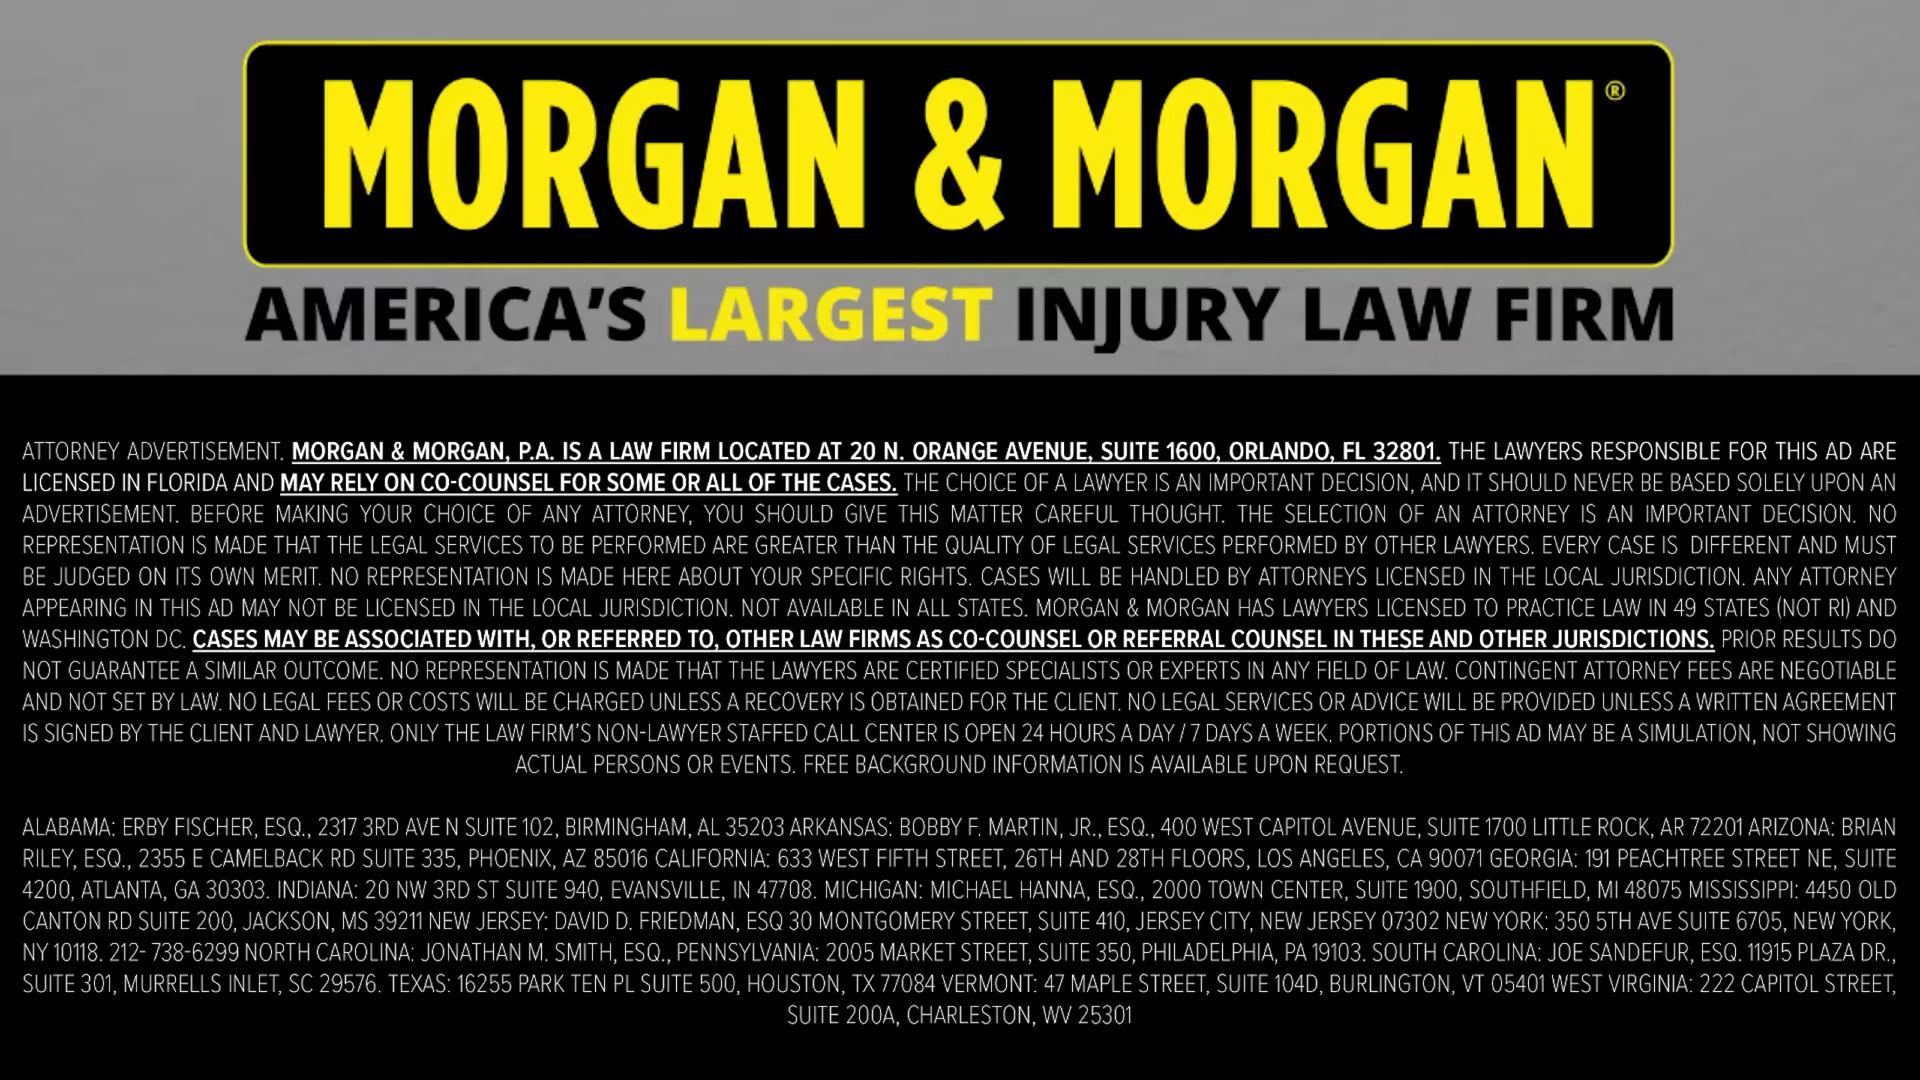 MORGAN & MORGAN®
AMERICA'S LARGEST INJURY LAW FIRM
ATTORNEY ADVERTISEMENT. MORGAN & MORGAN, P.A. IS A LAW FIRM LOCATED AT 20 N. ORANGE AVENUE, SUITE 1600, ORLANDO, FL 32801. THE LAWYERS RESPONSIBLE FOR THIS AD ARE
LICENSED IN FLORIDA AND MAY RELY ON CO-COUNSEL FOR SOME OR ALL OF THE CASES. THE CHOICE OF A LAWYER IS AN IMPORTANT DECISION, AND IT SHOULD NEVER BE BASED SOLELY UPON AN
ADVERTISEMENT. BEFORE MAKING YOUR CHOICE OF ANY ATTORNEY, YOU SHOULD GIVE THIS MATTER CAREFUL THOUGHT. THE SELECTION OF AN ATTORNEY IS AN IMPORTANT DECISION. NO
REPRESENTATION IS MADE THAT THE LEGAL SERVICES TO BE PERFORMED ARE GREATER THAN THE QUALITY OF LEGAL SERVICES PERFORMED BY OTHER LAWYERS. EVERY CASE IS DIFFERENT AND MUST
BE JUDGED ON ITS OWN MERIT. NO REPRESENTATION IS MADE HERE ABOUT YOUR SPECIFIC RIGHTS. CASES WILL BE HANDLED BY ATTORNEYS LICENSED IN THE LOCAL JURISDICTION. ANY ATTORNEY
APPEARING IN THIS AD MAY NOT BE LICENSED IN THE LOCAL JURISDICTION. NOT AVAILABLE IN ALL STATES. MORGAN & MORGAN HAS LAWYERS LICENSED TO PRACTICE LAW IN 49 STATES (NOT RI) AND
WASHINGTON DC. CASES MAY BE ASSOCIATED WITH, OR REFERRED TO, OTHER LAW FIRMS AS CO-COUNSEL OR REFERRAL COUNSEL IN THESE AND OTHER JURISDICTIONS. PRIOR RESULTS DO
NOT GUARANTEE A SIMILAR OUTCOME. NO REPRESENTATION IS MADE THAT THE LAWYERS ARE CERTIFIED SPECIALISTS OR EXPERTS IN ANY FIELD OF LAW. CONTINGENT ATTORNEY FEES ARE NEGOTIABLE
AND NOT SET BY LAW. NO LEGAL FEES OR COSTS WILL BE CHARGED UNLESS A RECOVERY IS OBTAINED FOR THE CLIENT. NO LEGAL SERVICES OR ADVICE WILL BE PROVIDED UNLESS A WRITTEN AGREEMENT
IS SIGNED BY THE CLIENT AND LAWYER. ONLY THE LAW FIRM'S NON-LAWYER STAFFED CALL CENTER IS OPEN 24 HOURS A DAY / 7 DAYS A WEEK. PORTIONS OF THIS AD MAY BE A SIMULATION, NOT SHOWING
ACTUAL PERSONS OR EVENTS. FREE BACKGROUND INFORMATION IS AVAILABLE UPON REQUEST.
ALABAMA: ERBY FISCHER, ESQ., 2317 3RD AVE N SUITE 102, BIRMINGHAM, AL 35203 ARKANSAS: BOBBY F. MARTIN, JR., ESQ., 400 WEST CAPITOL AVENUE, SUITE 1700 LITTLE ROCK, AR 72201 ARIZONA: BRIAN
RILEY, ESQ., 2355 E CAMELBACK RD SUITE 335, PHOENIX, AZ 85016 CALIFORNIA: 633 WEST FIFTH STREET, 26TH AND 28TH FLOORS, LOS ANGELES, CA 90071 GEORGIA: 191 PEACHTREE STREET NE, SUITE
4200, ATLANTA, GA 30303. INDIANA: 20 NW 3RD ST SUITE 940, EVANSVILLE, IN 47708. MICHIGAN: MICHAEL HANNA, ESQ., 2000 TOWN CENTER, SUITE 1900, SOUTHFIELD, MI 48075 MISSISSIPPI: 4450 OLD
CANTON RD SUITE 200, JACKSON, MS 39211 NEW JERSEY: DAVID D. FRIEDMAN, ESQ 30 MONTGOMERY STREET, SUITE 410, JERSEY CITY, NEW JERSEY 07302 NEW YORK: 350 5TH AVE SUITE 6705, NEW YORK,
NY 10118. 212- 738-6299 NORTH CAROLINA: JONATHAN M. SMITH, ESQ., PENNSYLVANIA: 2005 MARKET STREET, SUITE 350, PHILADELPHIA, PA 19103. SOUTH CAROLINA: JOE SANDEFUR, ESQ. 11915 PLAZA DR.,
SUITE 301, MURRELLS INLET, SC 29576. TEXAS: 16255 PARK TEN PL SUITE 500, HOUSTON, TX 77084 VERMONT: 47 MAPLE STREET, SUITE 104D, BURLINGTON, VT 05401 WEST VIRGINIA: 222 CAPITOL STREET,
SUITE 200A, CHARLESTON, WV 25301